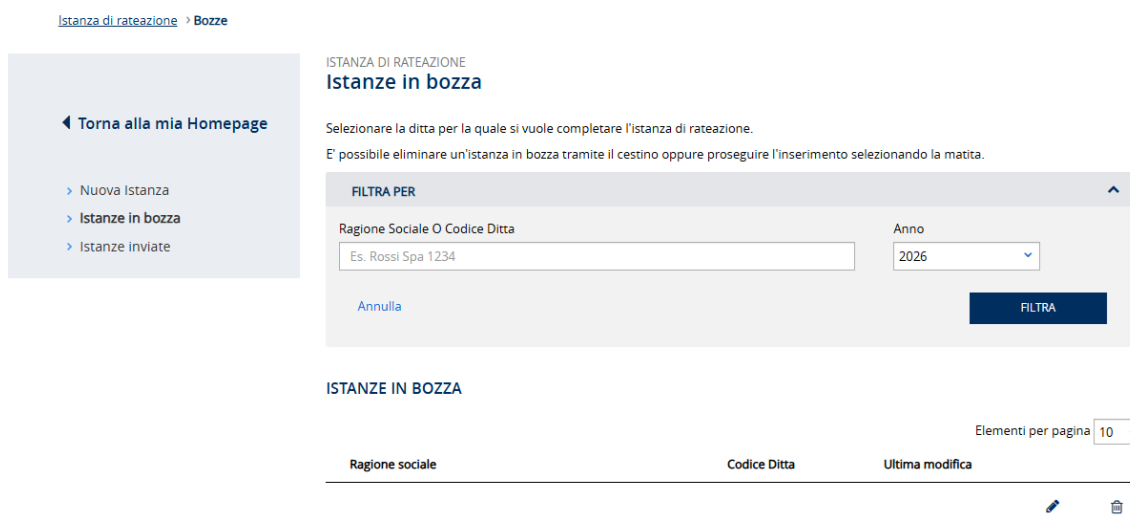 Istanza di rateazione > Bozze
Torna alla mia Homepage
Nuova Istanza
Istanze in bozza
Istanze inviate
ISTANZA DI RATEAZIONE
Istanze in bozza
Selezionare la ditta per la quale si vuole completare l'istanza di rateazione.
E' possibile eliminare un'istanza in bozza tramite il cestino oppure proseguire l'inserimento selezionando la matita.
FILTRA PER
Ragione Sociale O Codice Ditta Anno
Es. Rossi Spa 1234 2026
Annulla FILTRA
ISTANZE IN BOZZA
Elementi per pagina 10
Ragione sociale Codice Ditta Ultima modifica